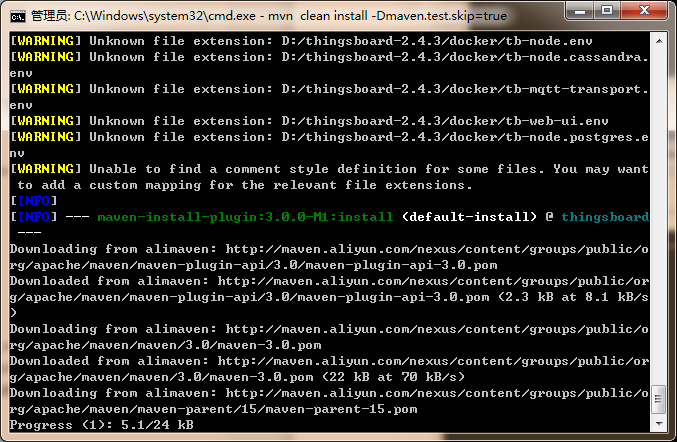 管理员: C:\Windows\system32\cmd.exe - mvn  clean install -Dmaven.test.skip=true
[WARNING] Unknown file extension: D:/thingsboard-2.4.3/docker/tb-node.env
[WARNING] Unknown file extension: D:/thingsboard-2.4.3/docker/tb-node.cassandra.
env
[WARNING] Unknown file extension: D:/thingsboard-2.4.3/docker/tb-mqtt-transport.
env
[WARNING] Unknown file extension: D:/thingsboard-2.4.3/docker/tb-web-ui.env
[WARNING] Unknown file extension: D:/thingsboard-2.4.3/docker/tb-node.postgres.e
nv
[WARNING] Unable to find a comment style definition for some files. You may want
 to add a custom mapping for the relevant file extensions.
[INFO]
[INFO] --- maven-install-plugin:3.0.0-M1:install (default-install) @ thingsboard
 ---
Downloading from alimaven: http://maven.aliyun.com/nexus/content/groups/public/o
rg/apache/maven/maven-plugin-api/3.0/maven-plugin-api-3.0.pom
Downloaded from alimaven: http://maven.aliyun.com/nexus/content/groups/public/or
g/apache/maven/maven-plugin-api/3.0/maven-plugin-api-3.0.pom (2.3 kB at 8.1 kB/s
)
Downloading from alimaven: http://maven.aliyun.com/nexus/content/groups/public/o
rg/apache/maven/maven/3.0/maven-3.0.pom
Downloaded from alimaven: http://maven.aliyun.com/nexus/content/groups/public/or
g/apache/maven/maven/3.0/maven-3.0.pom (22 kB at 70 kB/s)
Downloading from alimaven: http://maven.aliyun.com/nexus/content/groups/public/o
rg/apache/maven/maven-parent/15/maven-parent-15.pom
Progress (1): 5.1/24 kB